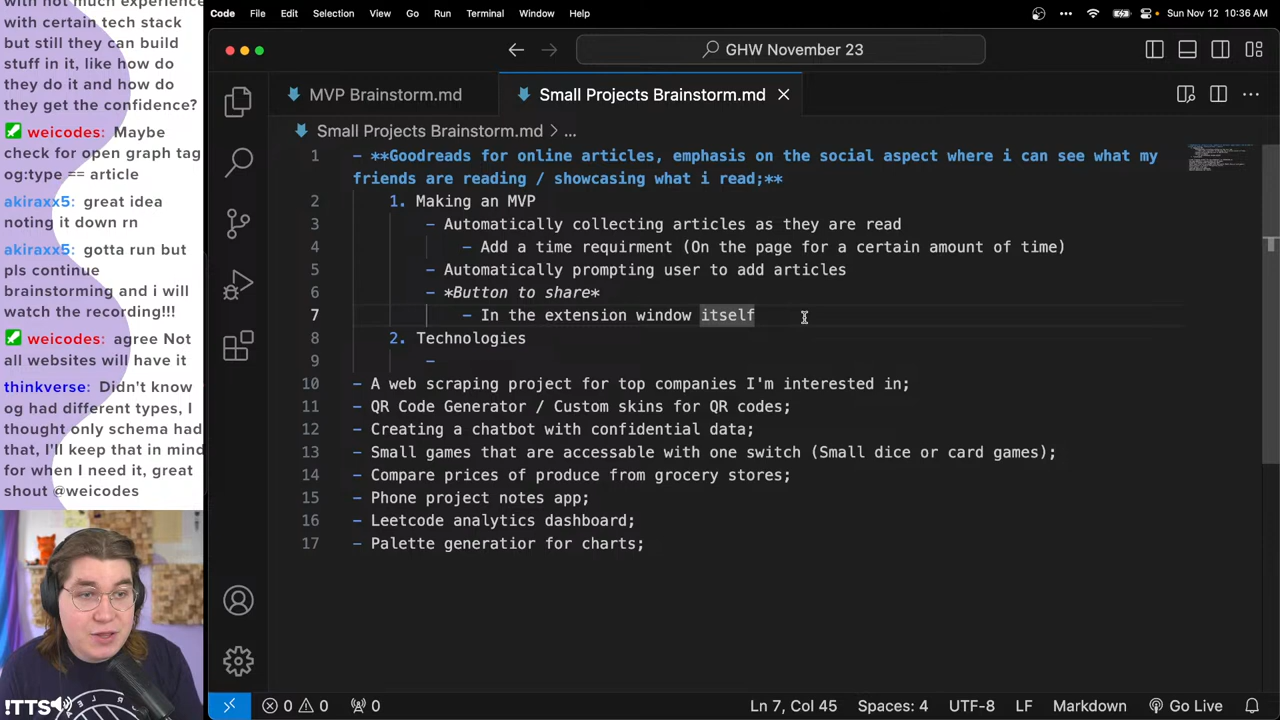 with not much experience
with certain tech stack
but still they can build
stuff in it, like how do
they do it and how do
they get the confidence?
weicodes: Maybe
check for open graph tag
og:type == article
akiraxx5: great idea
noting it down rn
akiraxx5: gotta run but
pls continue
brainstorming and i will
watch the recording!!!
weicodes: agree Not
all websites will have it
thinkverse: Didn't know
og had different types, I
thought only schema had
that, I'll keep that in mind
for when I need it, great
shout @weicodes
!TTS
Code File Edit Selection View Go Run Terminal Window Help
Sun Nov 12 10:36 AM
GHW November 23
MVP Brainstorm.md
Small Projects Brainstorm.md
Small Projects Brainstorm.md > ...
1 - **Goodreads for online articles, emphasis on the social aspect where i can see what my
friends are reading / showcasing what i read;**
2 1. Making an MVP
3 - Automatically collecting articles as they are read
4 - Add a time requirment (On the page for a certain amount of time)
5 - Automatically prompting user to add articles
6 - *Button to share*
7 - In the extension window itself
8 2. Technologies
9 -
10 - A web scraping project for top companies I'm interested in;
11 - QR Code Generator / Custom skins for QR codes;
12 - Creating a chatbot with confidential data;
13 - Small games that are accessable with one switch (Small dice or card games);
14 - Compare prices of produce from grocery stores;
15 - Phone project notes app;
16 - Leetcode analytics dashboard;
17 - Palette generatior for charts;
0 0 0 Ln 7, Col 45 Spaces: 4 UTF-8 LF Markdown Go Live